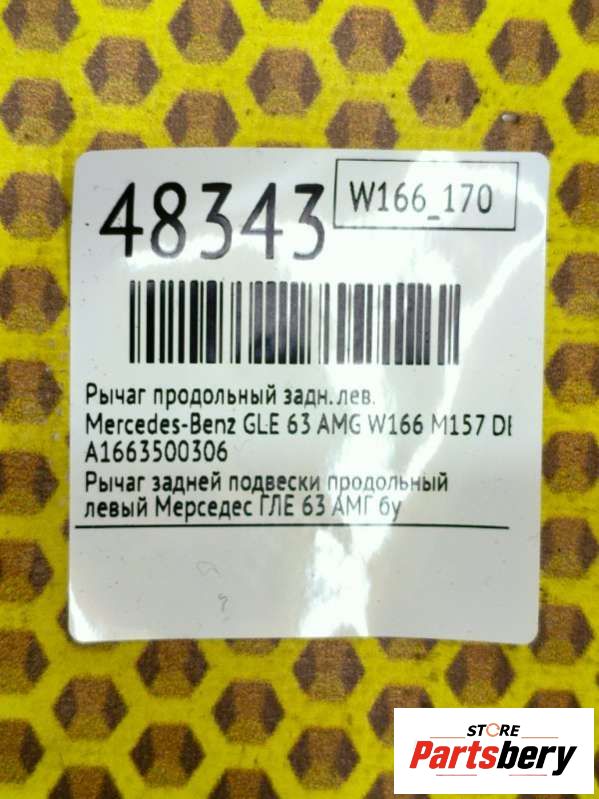 48343
W166_170
Рычаг продольный задн. лев.
Mercedes-Benz GLE 63 AMG W166 M157 DE
A1663500306
Рычаг задней подвески продольный
левый Мерседес ГЛЕ 63 АМГ бу
STORE
Partsbery